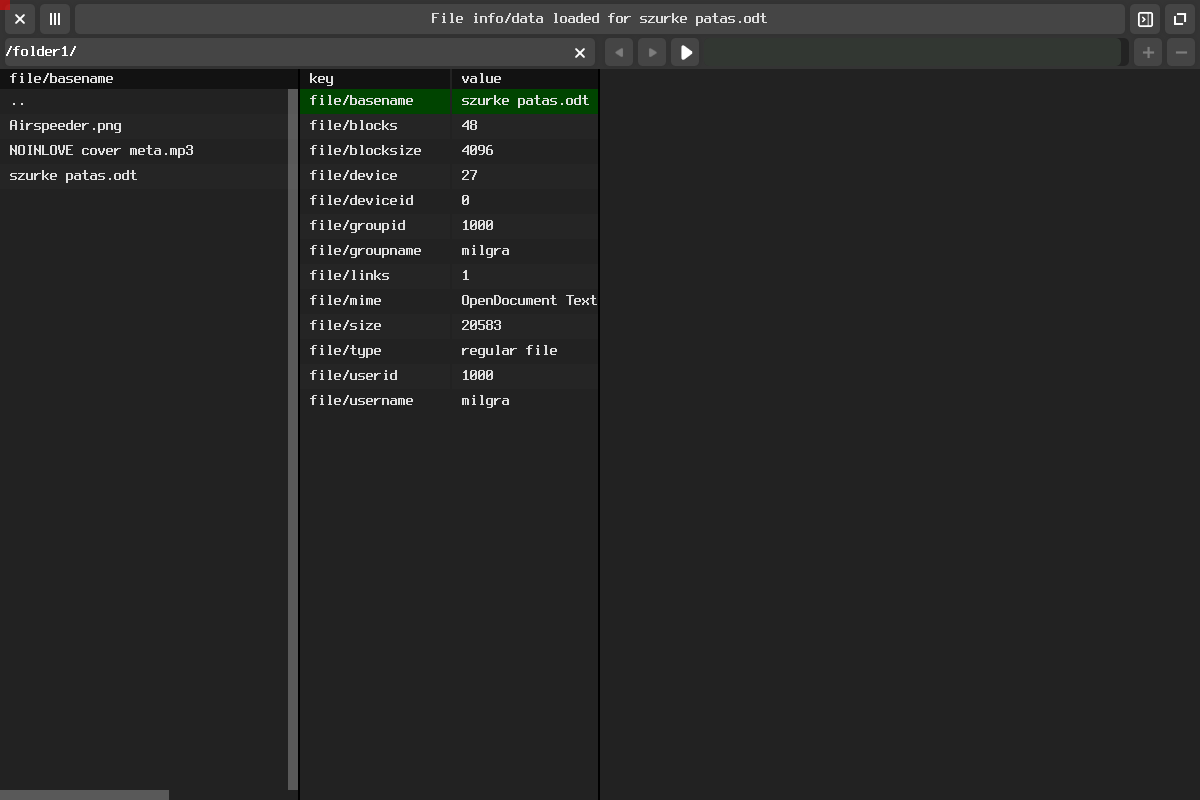 File info/data loaded for szurke patas.odt
/folder1/
file/basename
..
Airspeeder.png
NOINLOVE cover meta.mp3
szurke patas.odt
key value
file/basename szurke patas.odt
file/blocks 48
file/blocksize 4096
file/device 27
file/deviceid 0
file/groupid 1000
file/groupname milgra
file/links 1
file/mime OpenDocument Text
file/size 20583
file/type regular file
file/userid 1000
file/username milgra